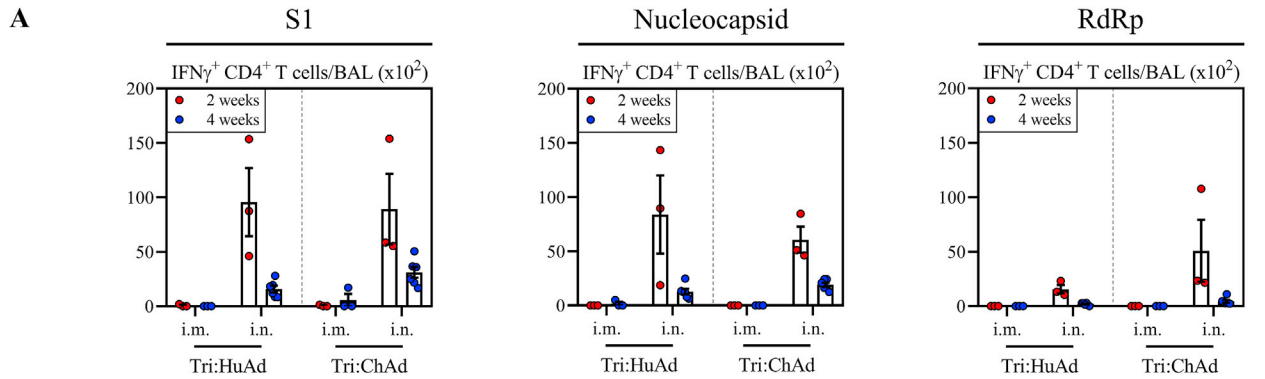 A
S1
IFNγ⁺ CD4⁺ T cells/BAL (x10²)
200
150
100
50
0
2 weeks
4 weeks
i.m.
i.n.
i.m.
i.n.
Tri:HuAd
Tri:ChAd
Nucleocapsid
IFNγ⁺ CD4⁺ T cells/BAL (x10²)
200
150
100
50
0
2 weeks
4 weeks
i.m.
i.n.
i.m.
i.n.
Tri:HuAd
Tri:ChAd
RdRp
IFNγ⁺ CD4⁺ T cells/BAL (x10²)
200
150
100
50
0
2 weeks
4 weeks
i.m.
i.n.
i.m.
i.n.
Tri:HuAd
Tri:ChAd